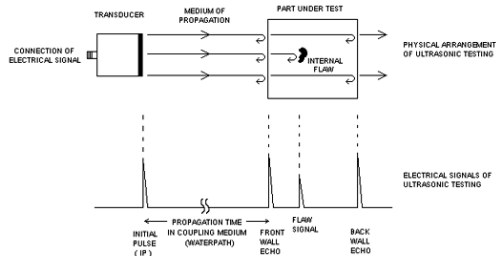 TRANSDUCER
MEDIUM OF
PROPAGATION
PART UNDER TEST
CONNECTION OF
ELECTRICAL SIGNAL
INTERNAL
FLAW
PHYSICAL ARRANGEMENT
OF ULTRASONIC TESTING
ELECTRICAL SIGNALS OF
ULTRASONIC TESTING
PROPAGATION TIME
IN COUPLING MEDIUM
(WATERPATH)
INITIAL
PULSE
( IP )
FRONT
WALL
ECHO
FLAW
SIGNAL
BACK
WALL
ECHO